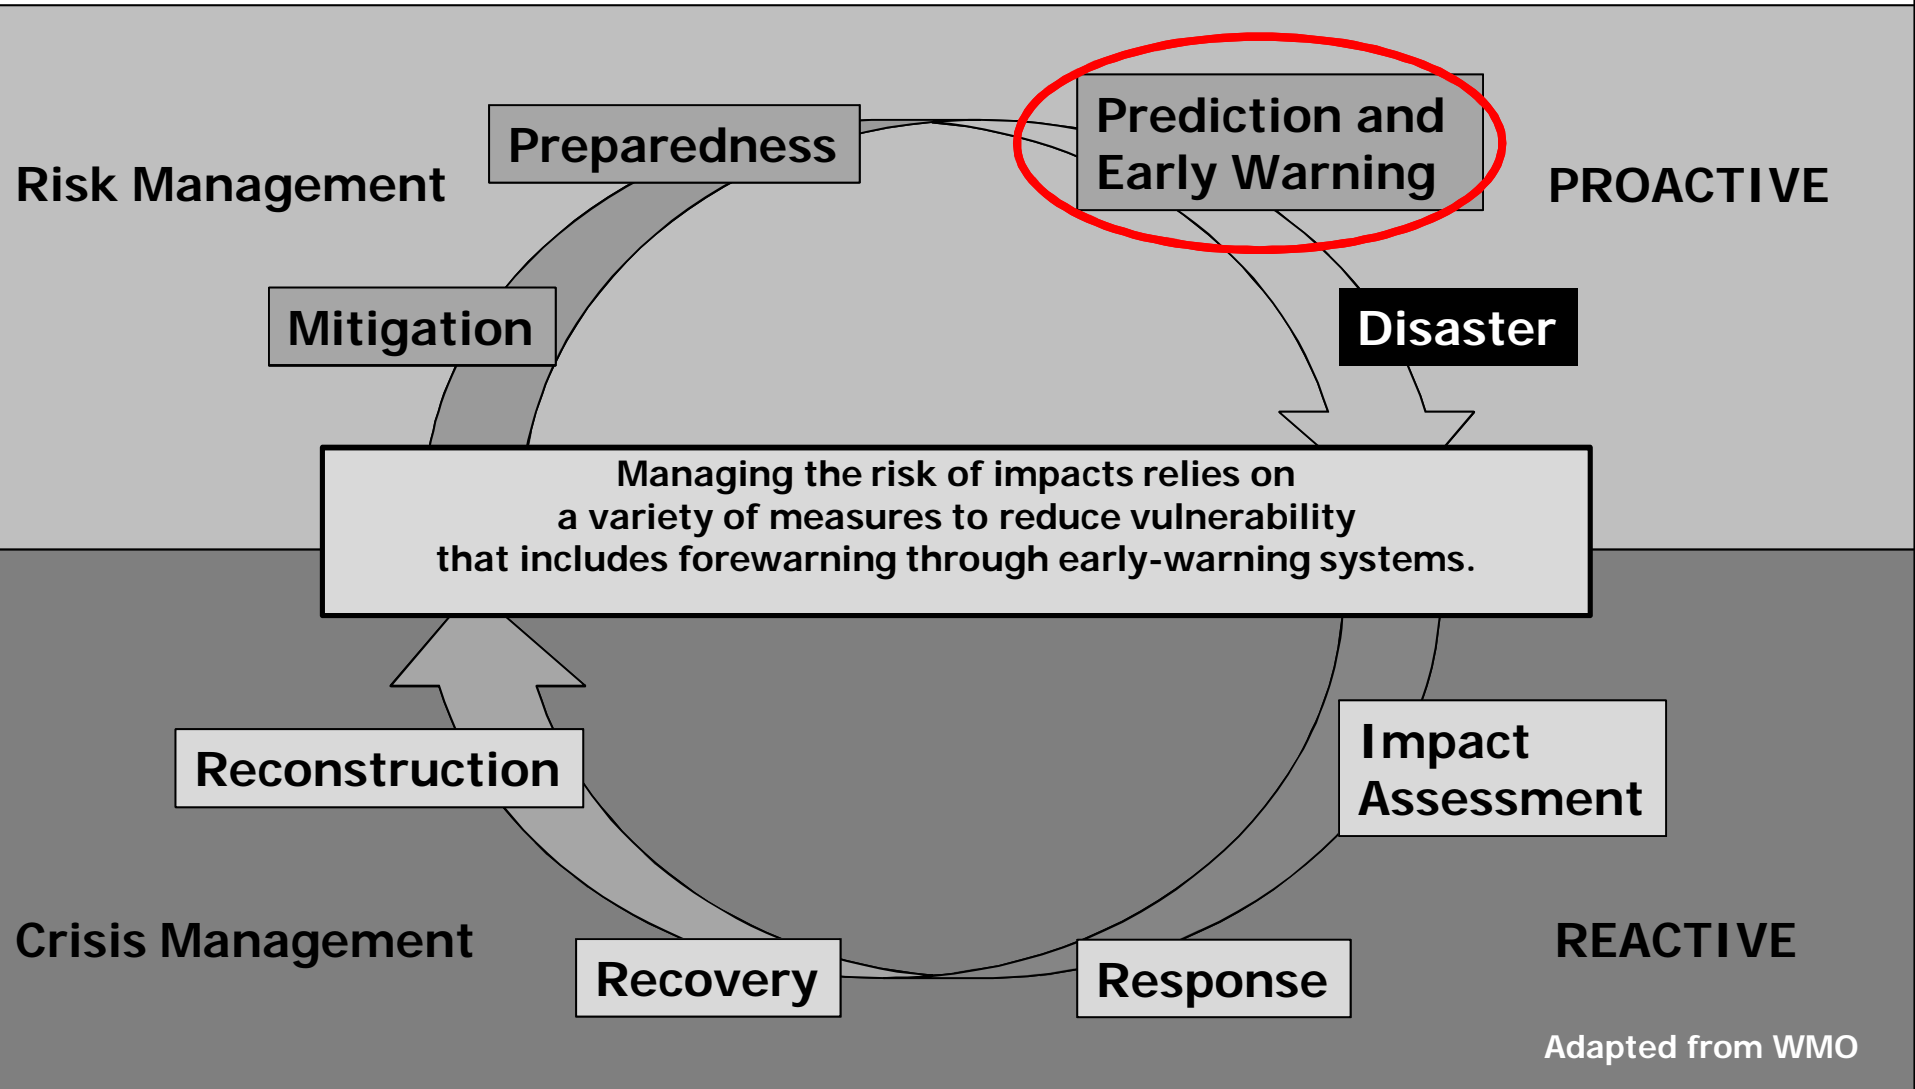 Preparedness
Prediction and
Early Warning
Risk Management
PROACTIVE
Mitigation
Disaster
Managing the risk of impacts relies on
a variety of measures to reduce vulnerability
that includes forewarning through early-warning systems.
Reconstruction
Impact
Assessment
Crisis Management
REACTIVE
Recovery
Response
Adapted from WMO